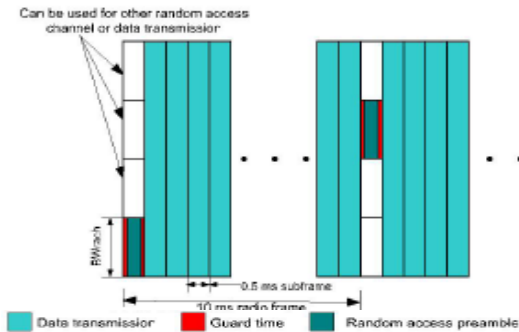 Can be used for other random access
channel or data transmission
BWrach
0.5 ms subframe
10 ms radio frame
Data transmission
Guard time
Random access preamble